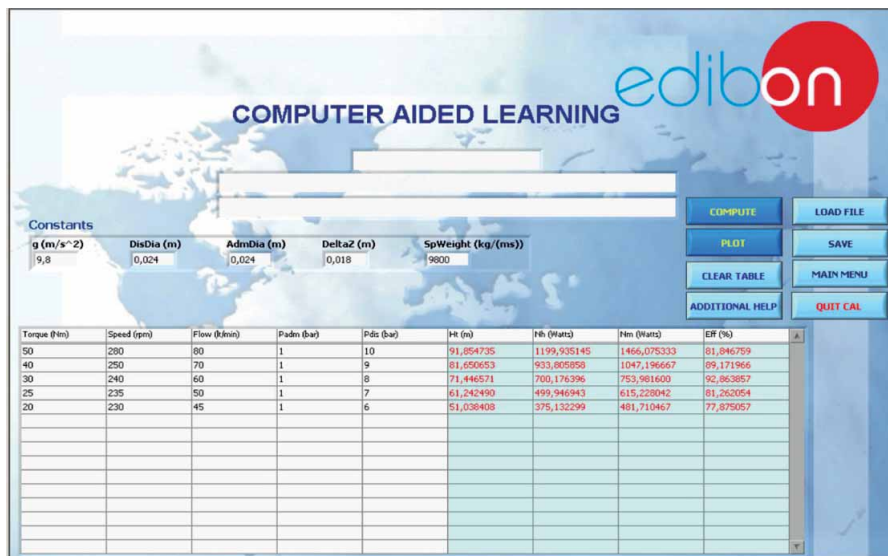 edibon
COMPUTER AIDED LEARNING
Constants
g (m/s^2) DisDia (m) AdmDia (m) DeltaZ (m) SpWeight (kg/(ms))
9,8 0,024 0,024 0,018 9800
COMPUTE LOAD FILE
PLOT SAVE
CLEAR TABLE MAIN MENU
ADDITIONAL HELP QUIT CAL
Torque (Nm) Speed (rpm) Flow (lt/min) Padm (bar) Pdis (bar) Ht (m) Nh (Watts) Nm (Watts) Eff (%)
50 280 80 1 10 91,854735 1199,935145 1466,075333 81,846759
40 250 70 1 9 81,650653 933,805858 1047,196667 89,171966
30 240 60 1 8 71,446571 700,176396 753,981600 92,863857
25 235 50 1 7 61,242490 499,946943 615,228042 81,262054
20 230 45 1 6 51,038408 375,132299 481,710467 77,875057